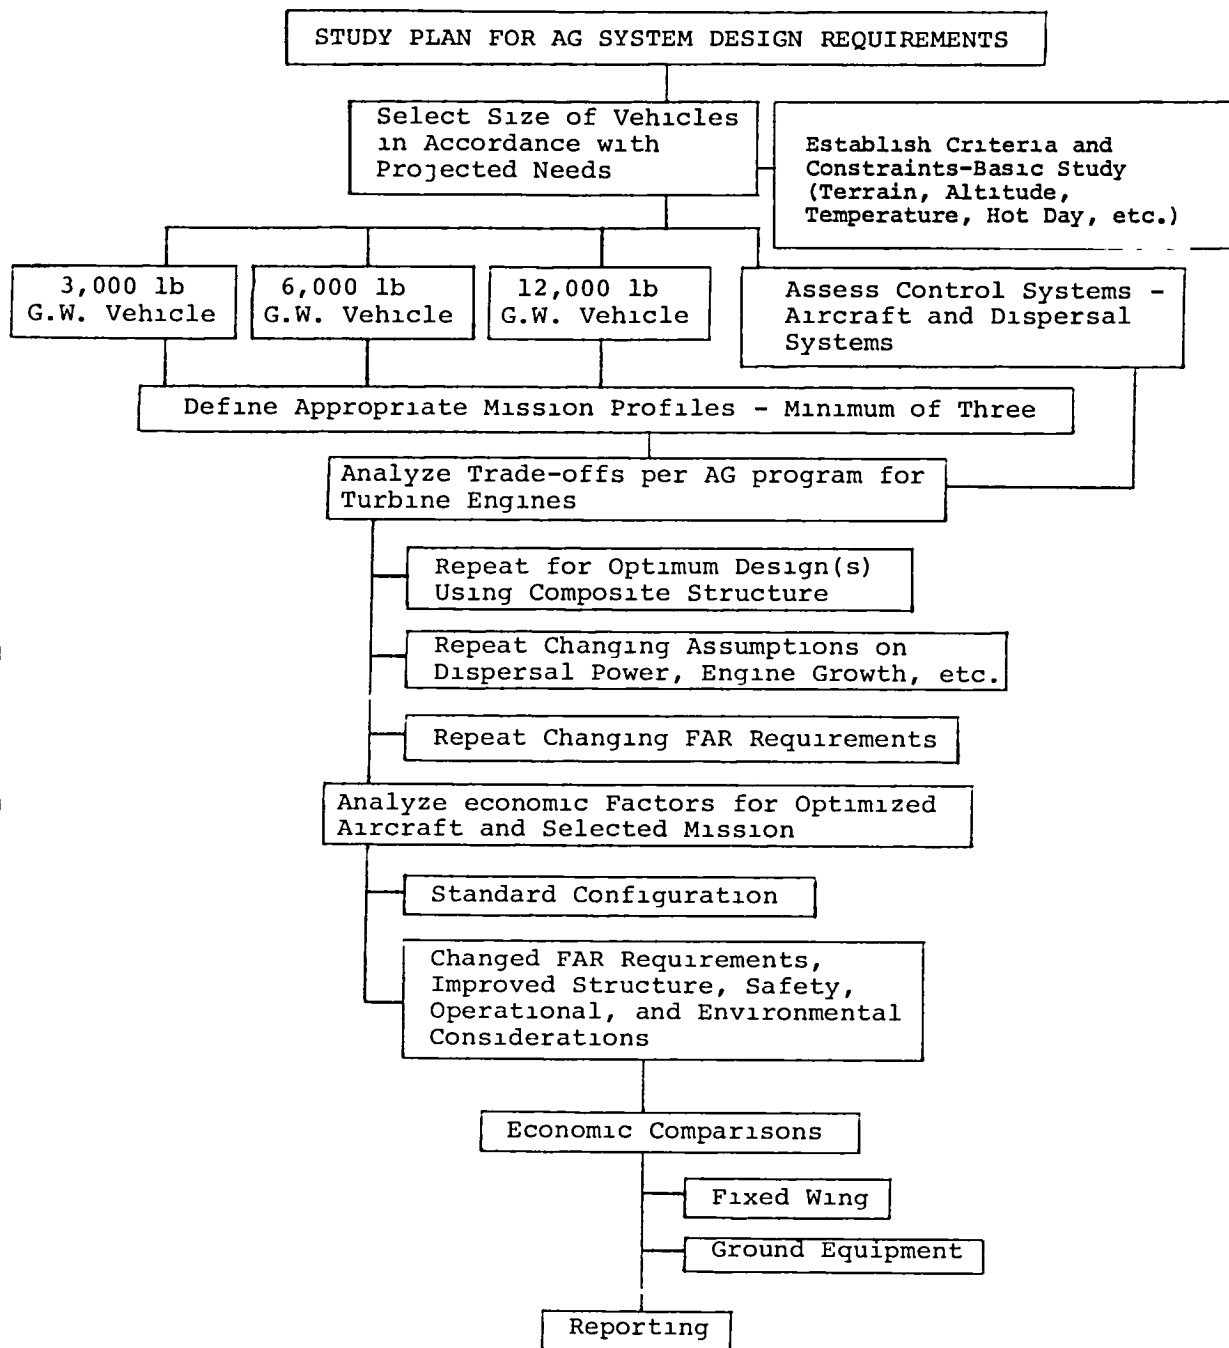 STUDY PLAN FOR AG SYSTEM DESIGN REQUIREMENTS
Select Size of Vehicles
in Accordance with
Projected Needs
Establish Criteria and
Constraints-Basic Study
(Terrain, Altitude,
Temperature, Hot Day, etc.)
3,000 lb
G.W. Vehicle
6,000 lb
G.W. Vehicle
12,000 lb
G.W. Vehicle
Assess Control Systems -
Aircraft and Dispersal
Systems
Define Appropriate Mission Profiles - Minimum of Three
Analyze Trade-offs per AG program for
Turbine Engines
Repeat for Optimum Design(s)
Using Composite Structure
Repeat Changing Assumptions on
Dispersal Power, Engine Growth, etc.
Repeat Changing FAR Requirements
Analyze economic Factors for Optimized
Aircraft and Selected Mission
Standard Configuration
Changed FAR Requirements,
Improved Structure, Safety,
Operational, and Environmental
Considerations
Economic Comparisons
Fixed Wing
Ground Equipment
Reporting